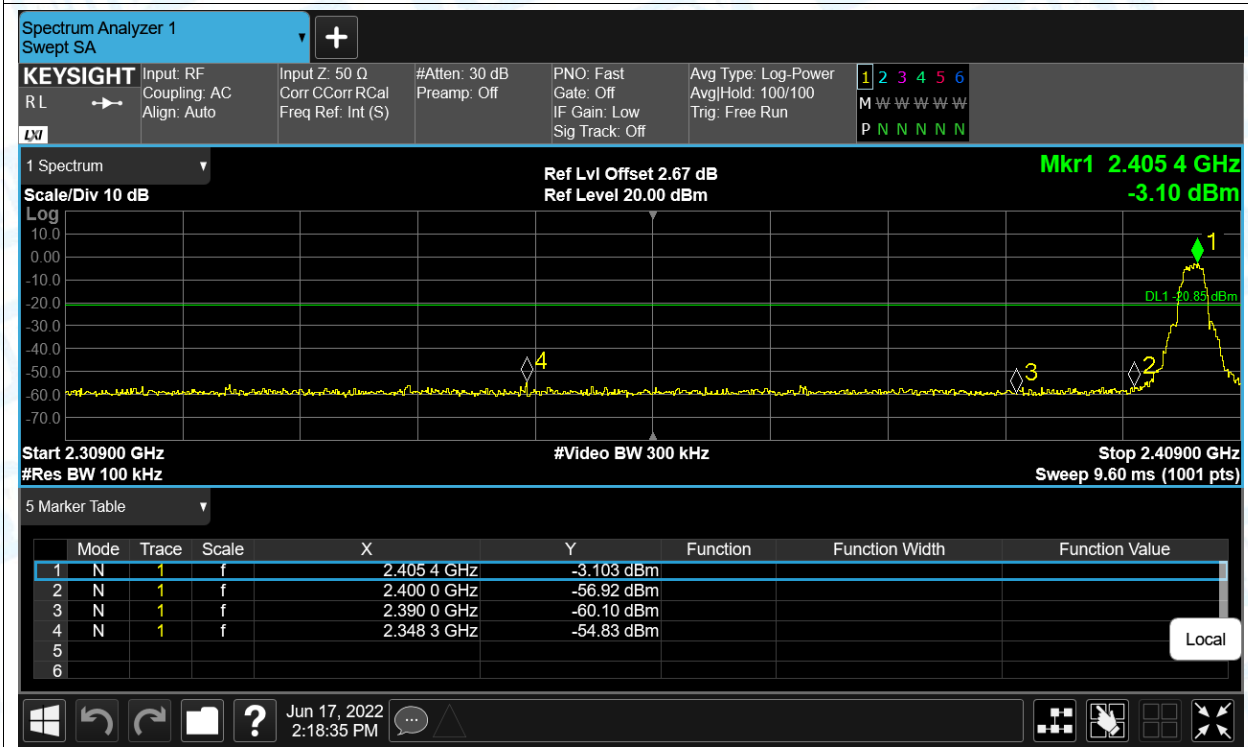 Spectrum Analyzer 1
Swept SA
KEYSIGHT Input: RF Input Z: 50 Ω #Atten: 30 dB PNO: Fast Avg Type: Log-Power 1 2 3 4 5 6
R L Coupling: AC Corr CCorr RCal Preamp: Off Gate: Off Avg|Hold: 100/100 M W W W W W
Align: Auto Freq Ref: Int (S) IF Gain: Low Trig: Free Run
LXI Sig Track: Off P N N N N N
1 Spectrum Ref Lvl Offset 2.67 dB Mkr1 2.405 4 GHz
Scale/Div 10 dB Ref Level 20.00 dBm -3.10 dBm
Log
10.0
1
0.00
-10.0
-20.0 DL1 -20.85 dBm
-30.0
-40.0
4 2
-50.0 3
-60.0
-70.0
Start 2.30900 GHz #Video BW 300 kHz Stop 2.40900 GHz
#Res BW 100 kHz Sweep 9.60 ms (1001 pts)
5 Marker Table
Mode Trace Scale X Y Function Function Width Function Value
1 N 1 f 2.405 4 GHz -3.103 dBm
2 N 1 f 2.400 0 GHz -56.92 dBm
3 N 1 f 2.390 0 GHz -60.10 dBm
4 N 1 f 2.348 3 GHz -54.83 dBm
5
6
Local
? Jun 17, 2022
2:18:35 PM